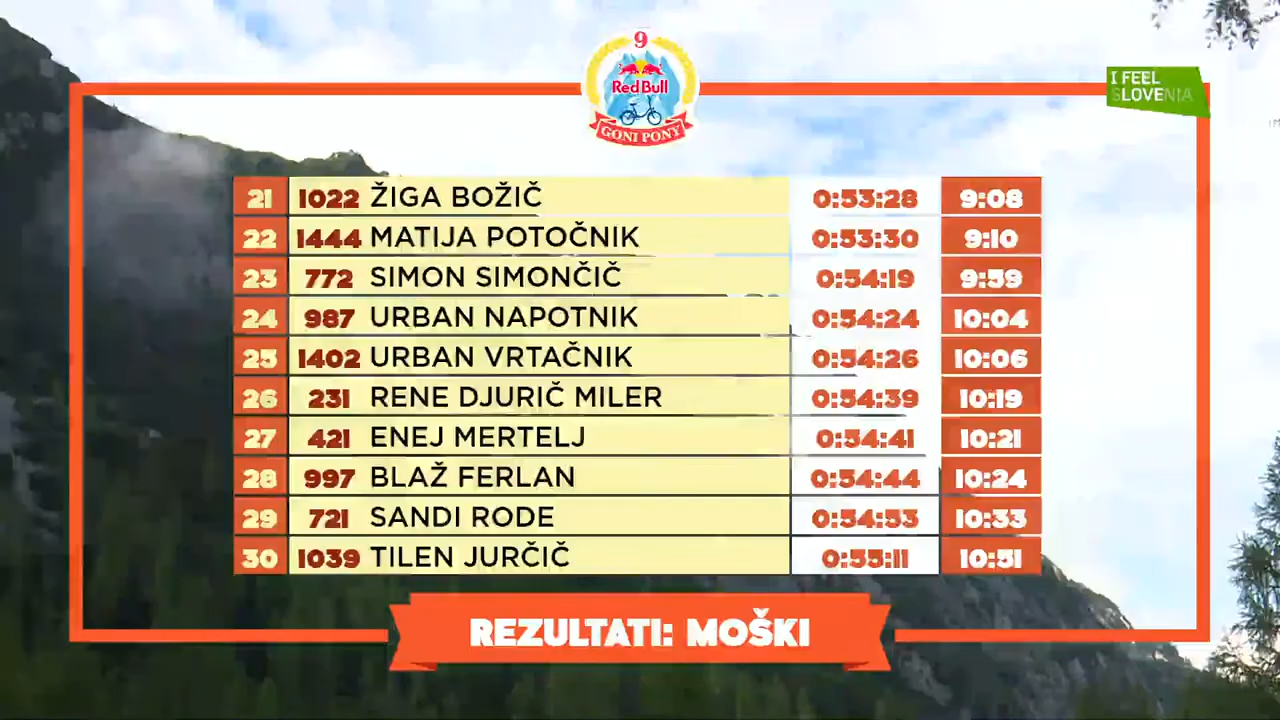 9
Red Bull
GONI PONY
I FEEL
SLOVENIA
21 1022 ŽIGA BOŽIČ 0:53:28 9:08
22 1444 MATIJA POTOČNIK 0:53:30 9:10
23 772 SIMON SIMONČIČ 0:54:19 9:59
24 987 URBAN NAPOTNIK 0:54:24 10:04
25 1402 URBAN VRTAČNIK 0:54:26 10:06
26 231 RENE DJURIČ MILER 0:54:39 10:19
27 421 ENEJ MERTELJ 0:54:41 10:21
28 997 BLAŽ FERLAN 0:54:44 10:24
29 721 SANDI RODE 0:54:53 10:33
30 1039 TILEN JURČIČ 0:55:11 10:51
REZULTATI: MOŠKI